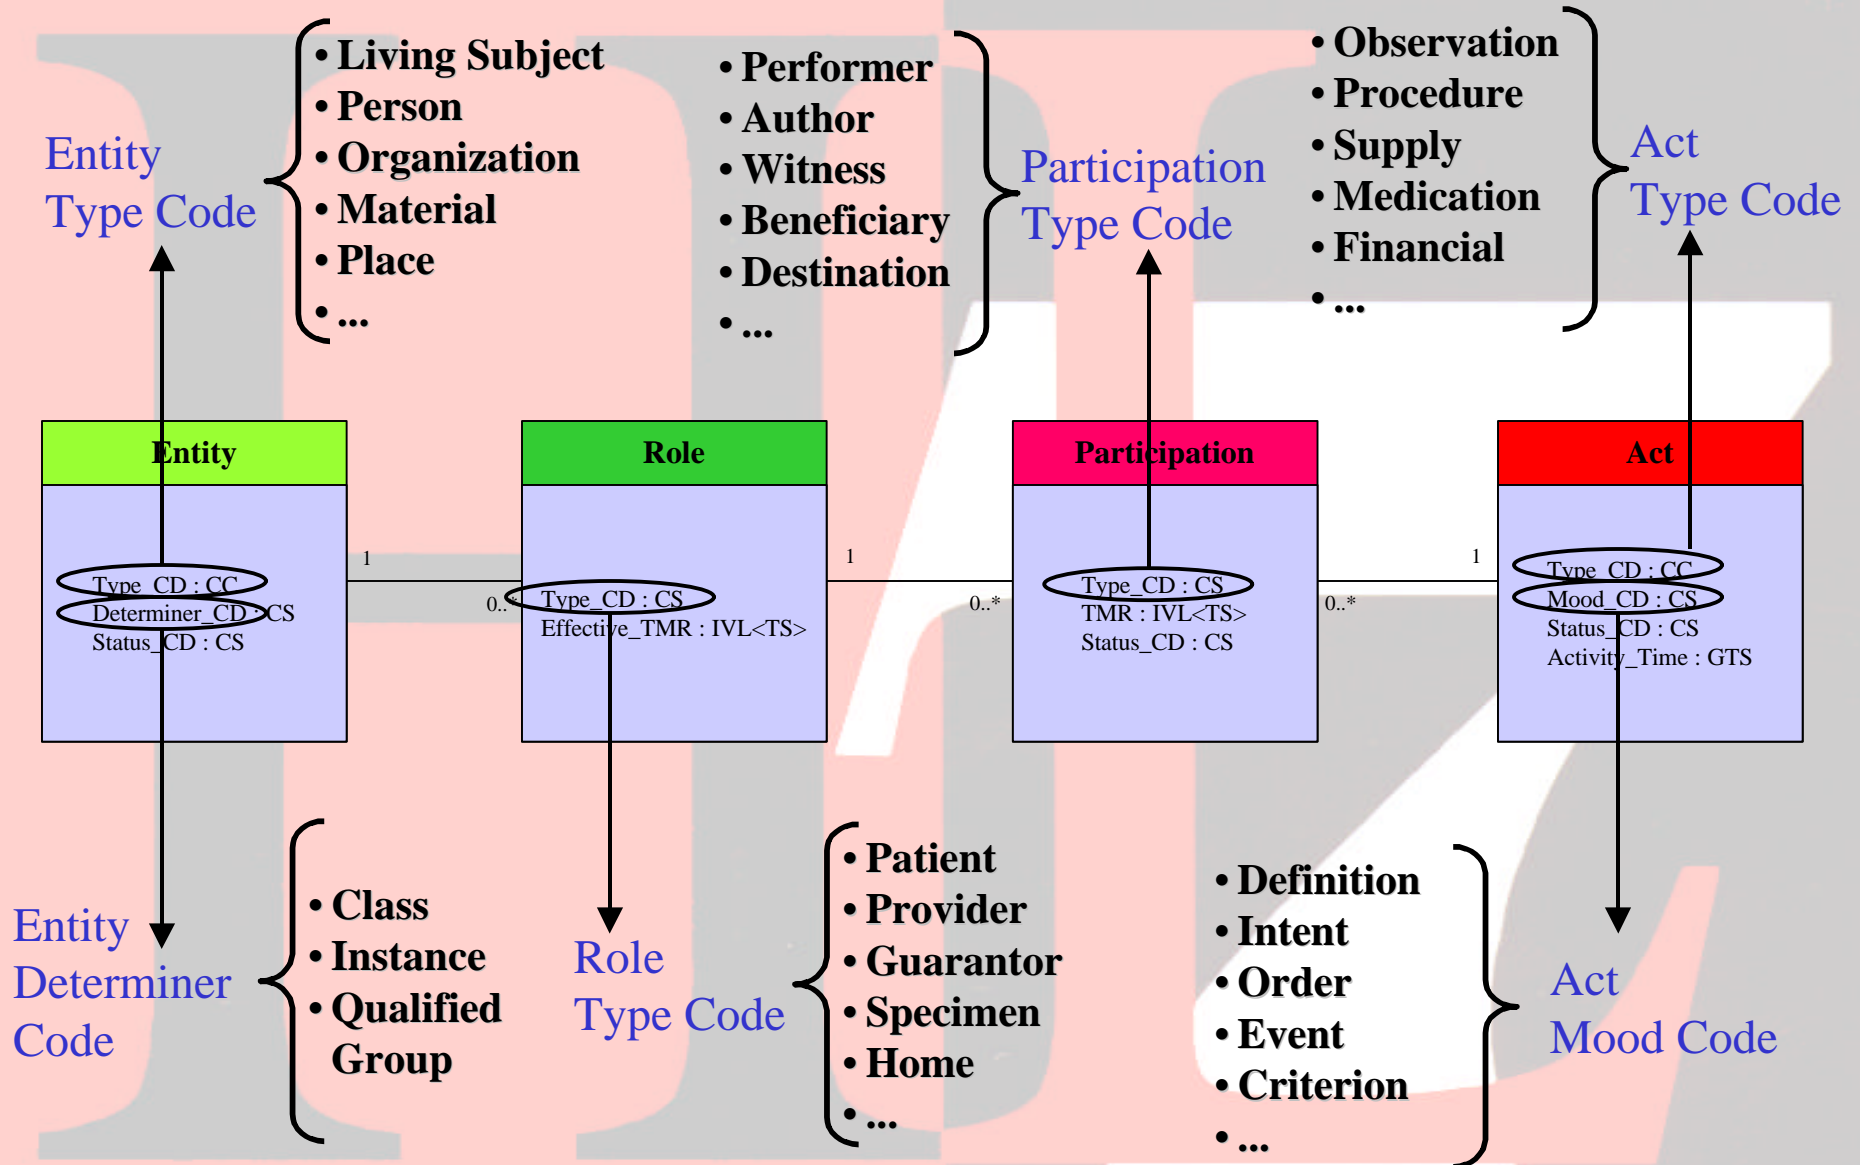 Entity
Type Code
• Living Subject
• Person
• Organization
• Material
• Place
• ...
• Performer
• Author
• Witness
• Beneficiary
• Destination
• ...
Participation
Type Code
• Observation
• Procedure
• Supply
• Medication
• Financial
• ...
Act
Type Code
Entity
Type_CD : CC
Determiner_CD : CS
Status_CD : CS
1
0..*
Role
Type_CD : CS
Effective_TMR : IVL<TS>
1
0..*
Participation
Type_CD : CS
TMR : IVL<TS>
Status_CD : CS
1
0..*
Act
Type_CD : CC
Mood_CD : CS
Status_CD : CS
Activity_Time : GTS
Entity
Determiner
Code
• Class
• Instance
• Qualified
Group
Role
Type Code
• Patient
• Provider
• Guarantor
• Specimen
• Home
• ...
• Definition
• Intent
• Order
• Event
• Criterion
• ...
Act
Mood Code